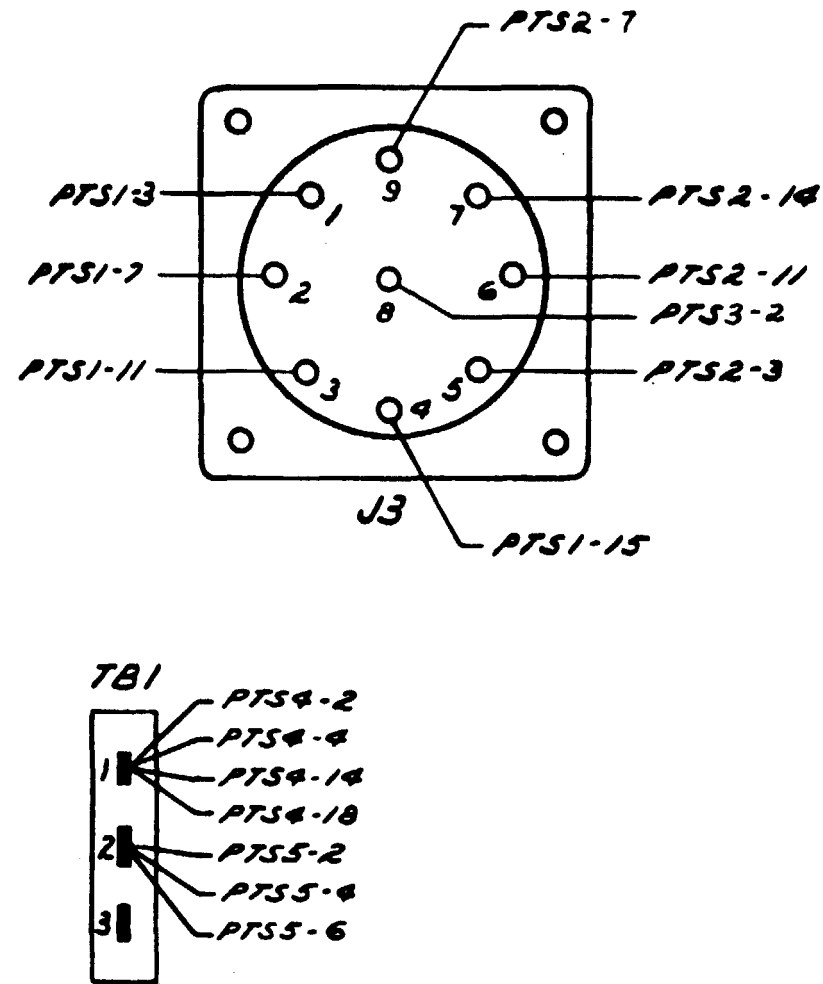 PTS2-7
PTS1-3
9
1
7
PTS2-14
PTS1-7
2
8
6
PTS2-11
PTS3-2
PTS1-11
3
4
5
PTS2-3
J3
PTS1-15
TB1
1
PTS4-2
PTS4-4
PTS4-14
PTS4-18
2
PTS5-2
PTS5-4
3
PTS5-6